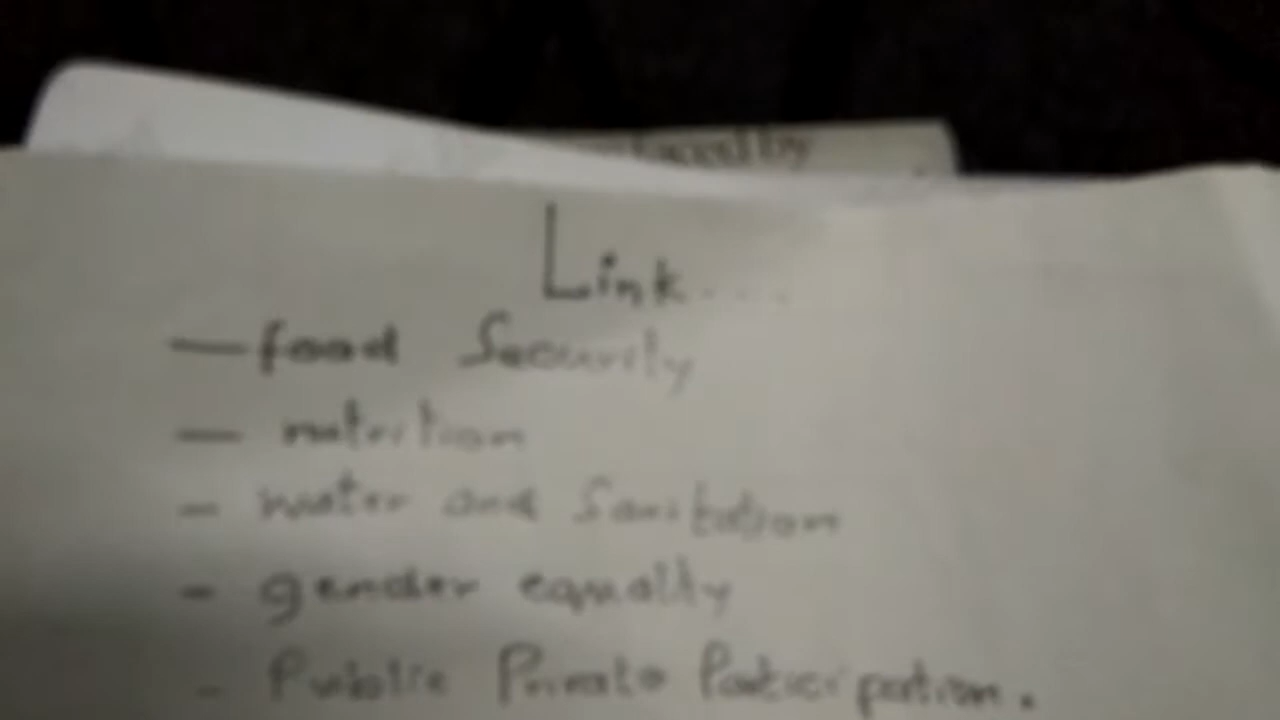 Link....
— food Security
— nutrition
- water and Sanitation
- gender equality
- Public Private Participation.